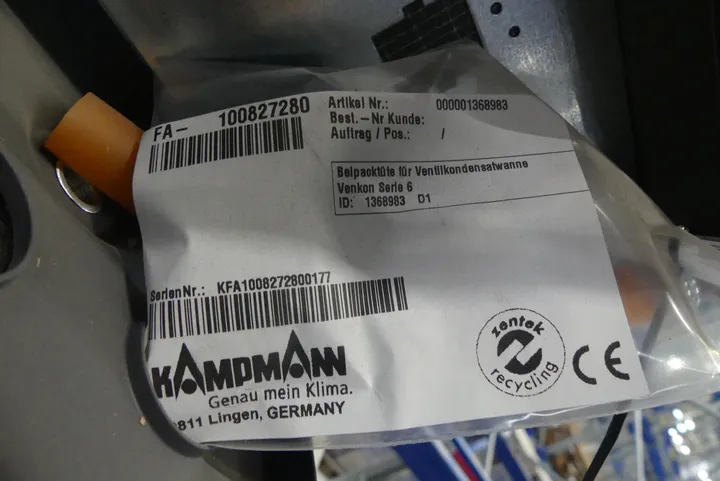 FA- 100827280
Artikel Nr.: 000001368983
Best.-Nr Kunde:
Auftrag / Pos.: /
Beipacktüte für Ventilkondensatwanne
Venkon Serie 6
ID: 1368983 D1
Serien Nr.: KFA1008272800177
KAMPMANN
Genau mein Klima.
811 Lingen, GERMANY
zentek
recycling
CE